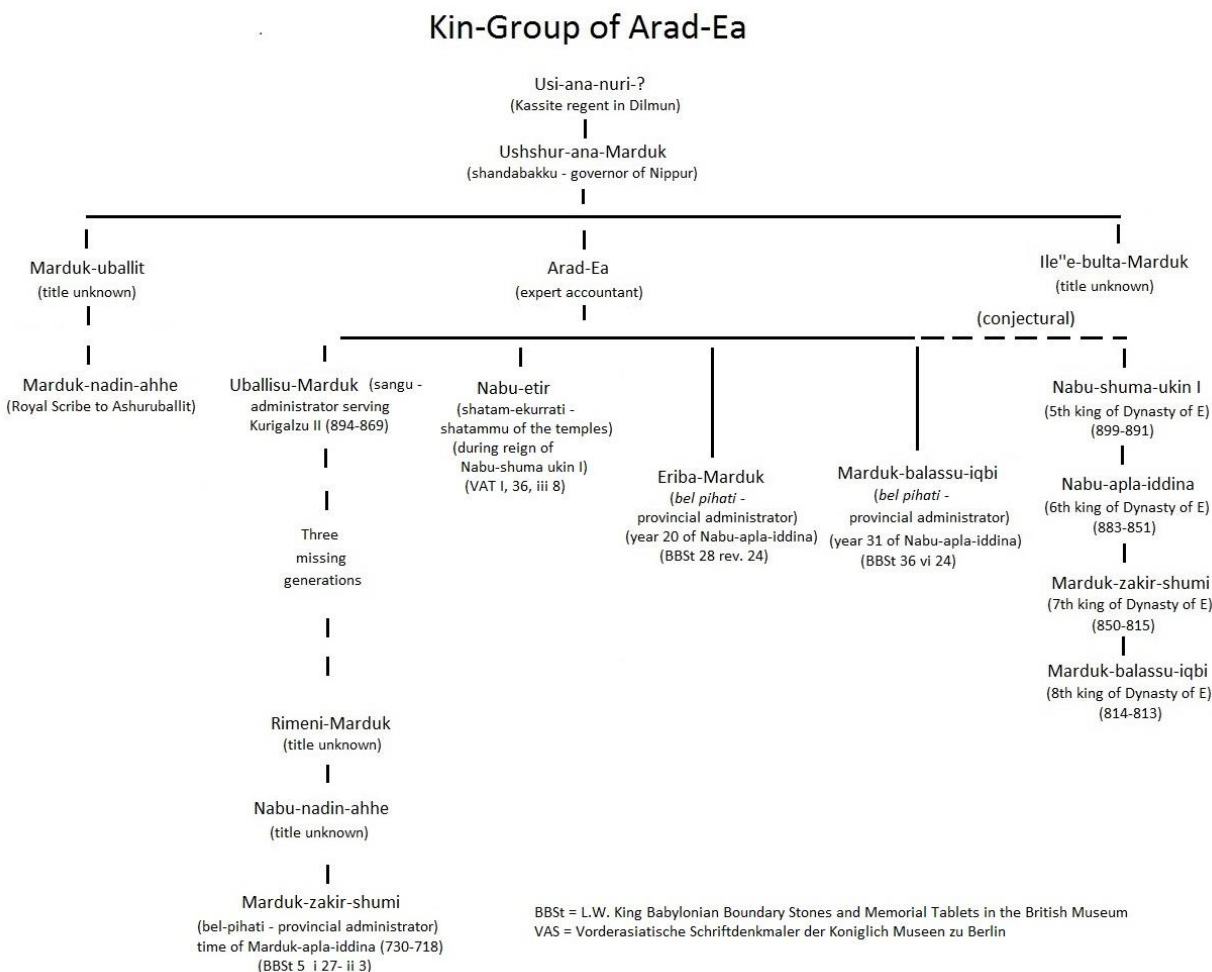 Kin-Group of Arad-Ea
Usi-ana-nuri-?
(Kassite regent in Dilmun)
Ushshur-ana-Marduk
(shandabakku - governor of Nippur)
Marduk-uballit
(title unknown)
Arad-Ea
(expert accountant)
Ile"e-bulta-Marduk
(title unknown)
(conjectural)
Marduk-nadin-ahhe
(Royal Scribe to Ashuruballit)
Uballisu-Marduk (sangu -
administrator serving
Kurigalzu II (894-869)
Nabu-etir
(shatam-ekurrati -
shatammu of the temples)
(during reign of
Nabu-shuma ukin I)
(VAT I, 36, iii 8)
Eriba-Marduk
(bel pihati -
provincial administrator)
(year 20 of Nabu-apla-iddina)
(BBSt 28 rev. 24)
Marduk-balassu-iqbi
(bel pihati -
provincial administrator)
(year 31 of Nabu-apla-iddina)
(BBSt 36 vi 24)
Nabu-shuma-ukin I
(5th king of Dynasty of E)
(899-891)
Nabu-apla-iddina
(6th king of Dynasty of E)
(883-851)
Marduk-zakir-shumi
(7th king of Dynasty of E)
(850-815)
Marduk-balassu-iqbi
(8th king of Dynasty of E)
(814-813)
Three
missing
generations
Rimeni-Marduk
(title unknown)
Nabu-nadin-ahhe
(title unknown)
Marduk-zakir-shumi
(bel-pihati - provincial administrator)
time of Marduk-apla-iddina (730-718)
(BBSt 5 i 27- ii 3)
BBSt = L.W. King Babylonian Boundary Stones and Memorial Tablets in the British Museum
VAS = Vorderasiatische Schriftdenkmaler der Koniglich Museen zu Berlin